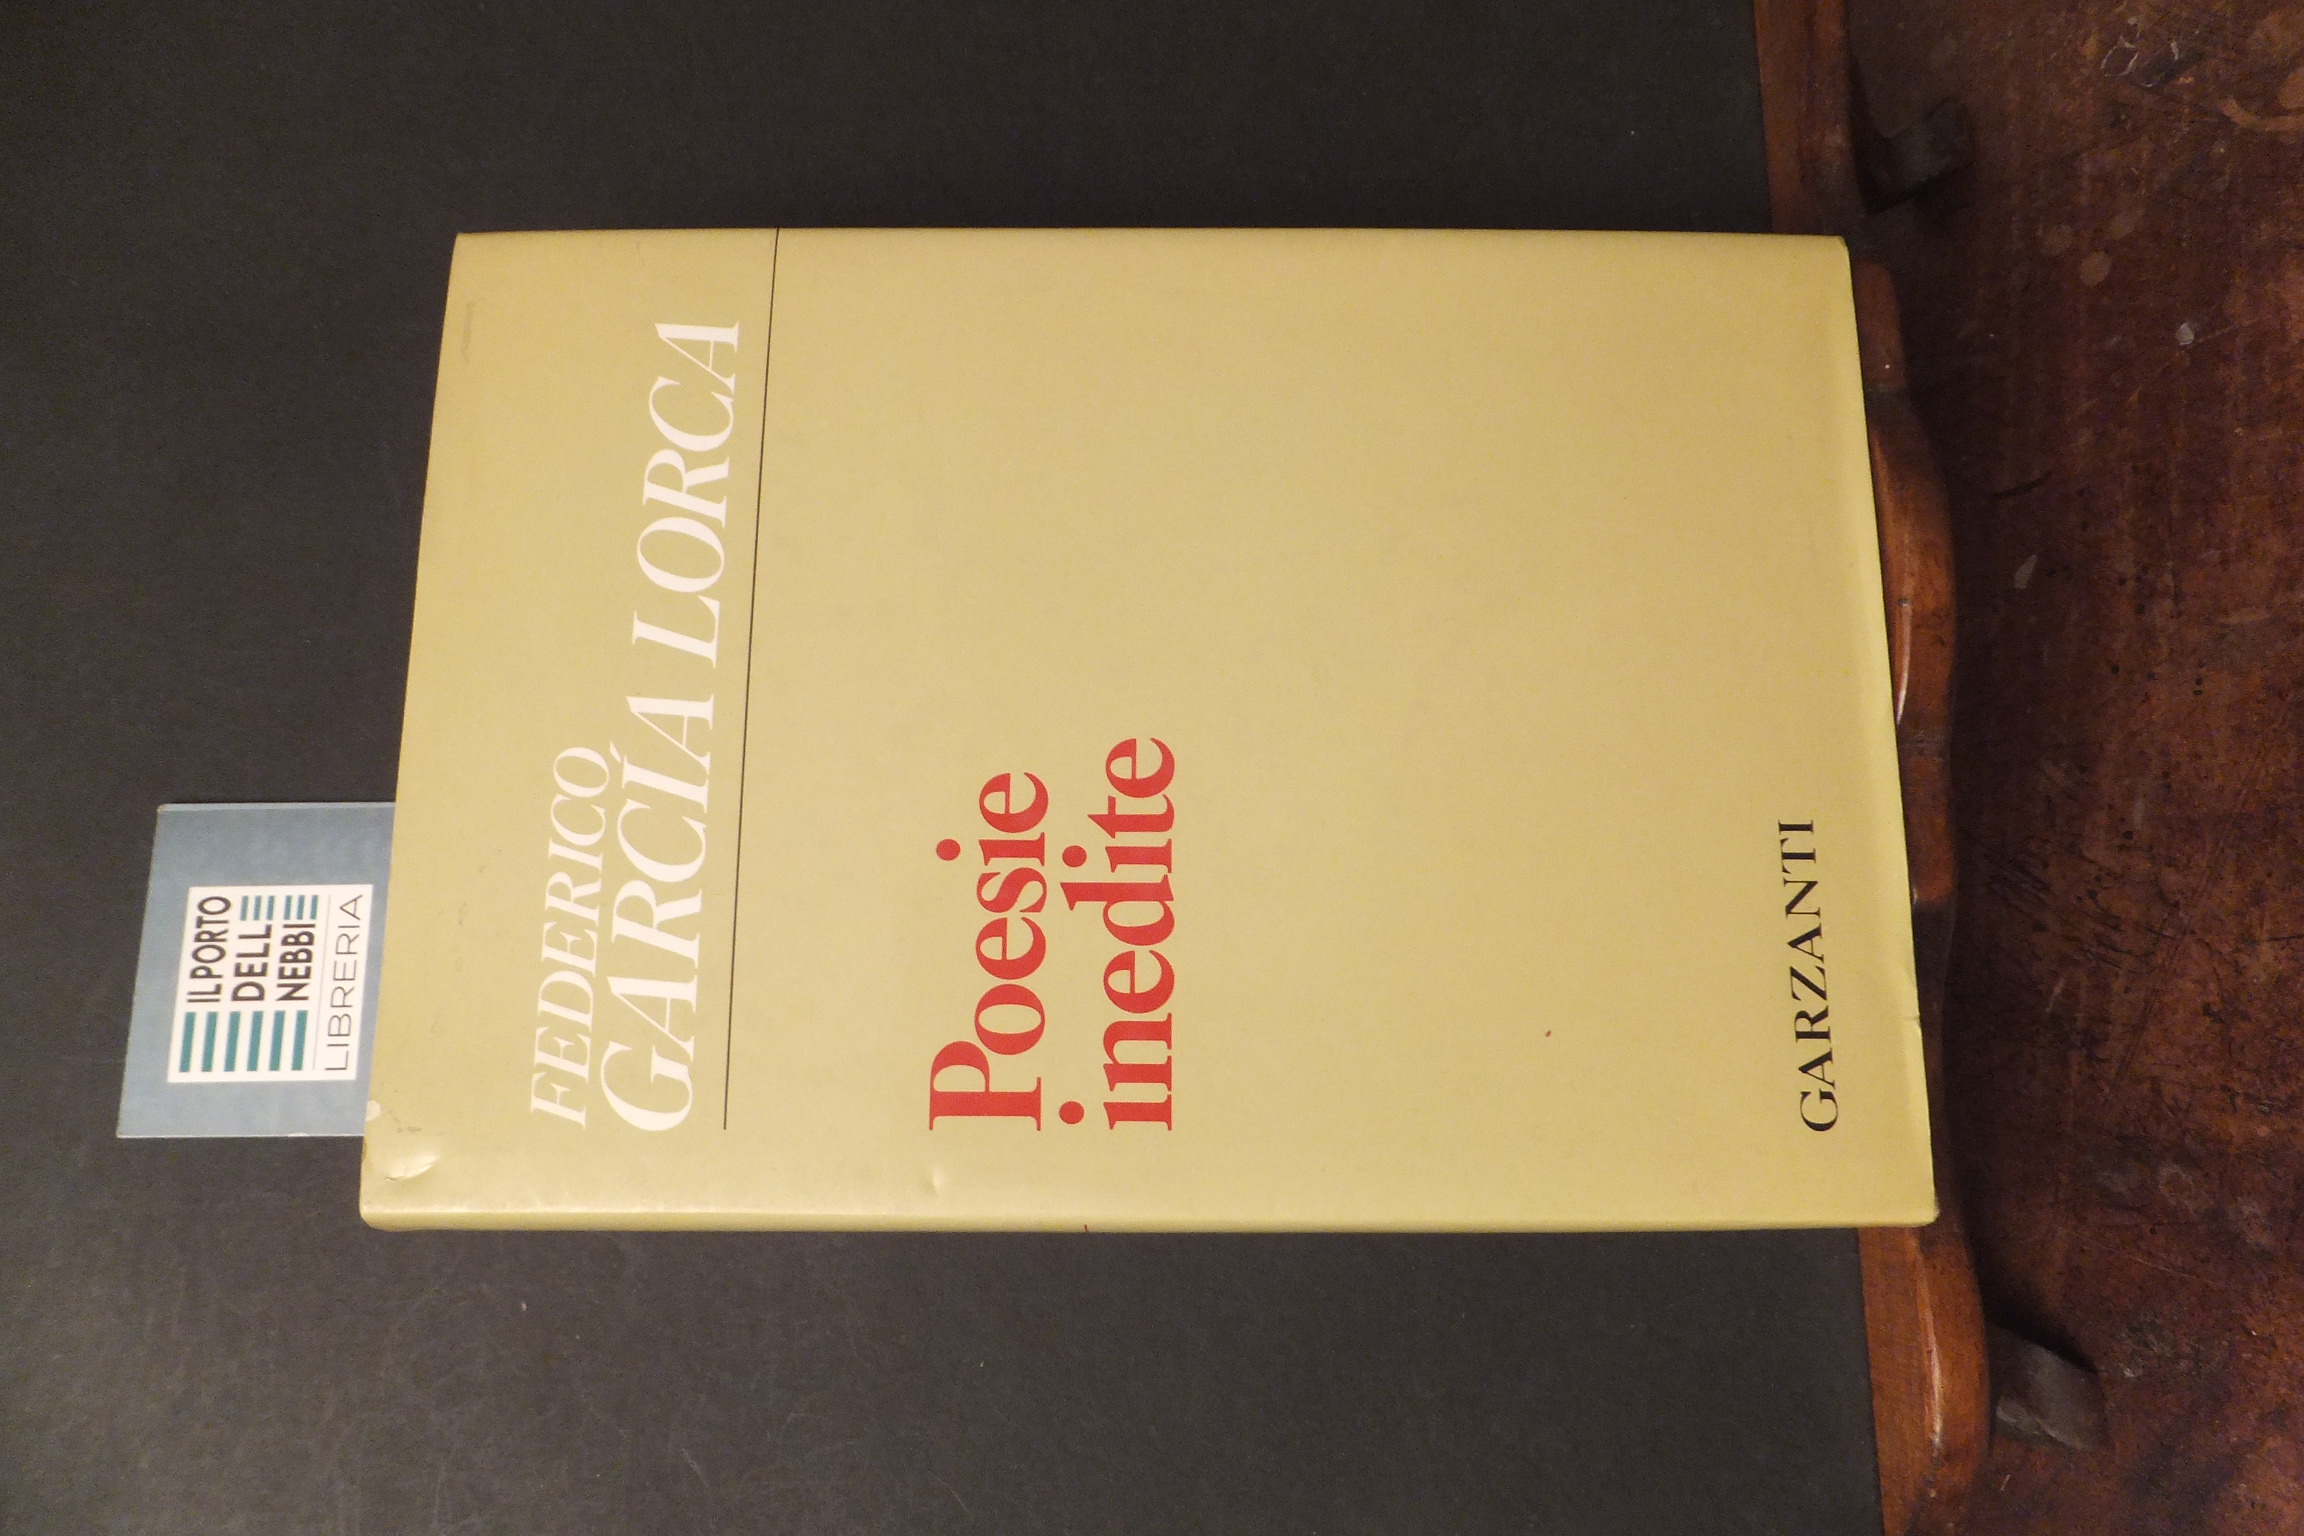 IL PORTO
DELLE
NEBBIE
LIBRERIA
FEDERICO
GARCÍA LORCA
Poesie
inedite
GARZANTI